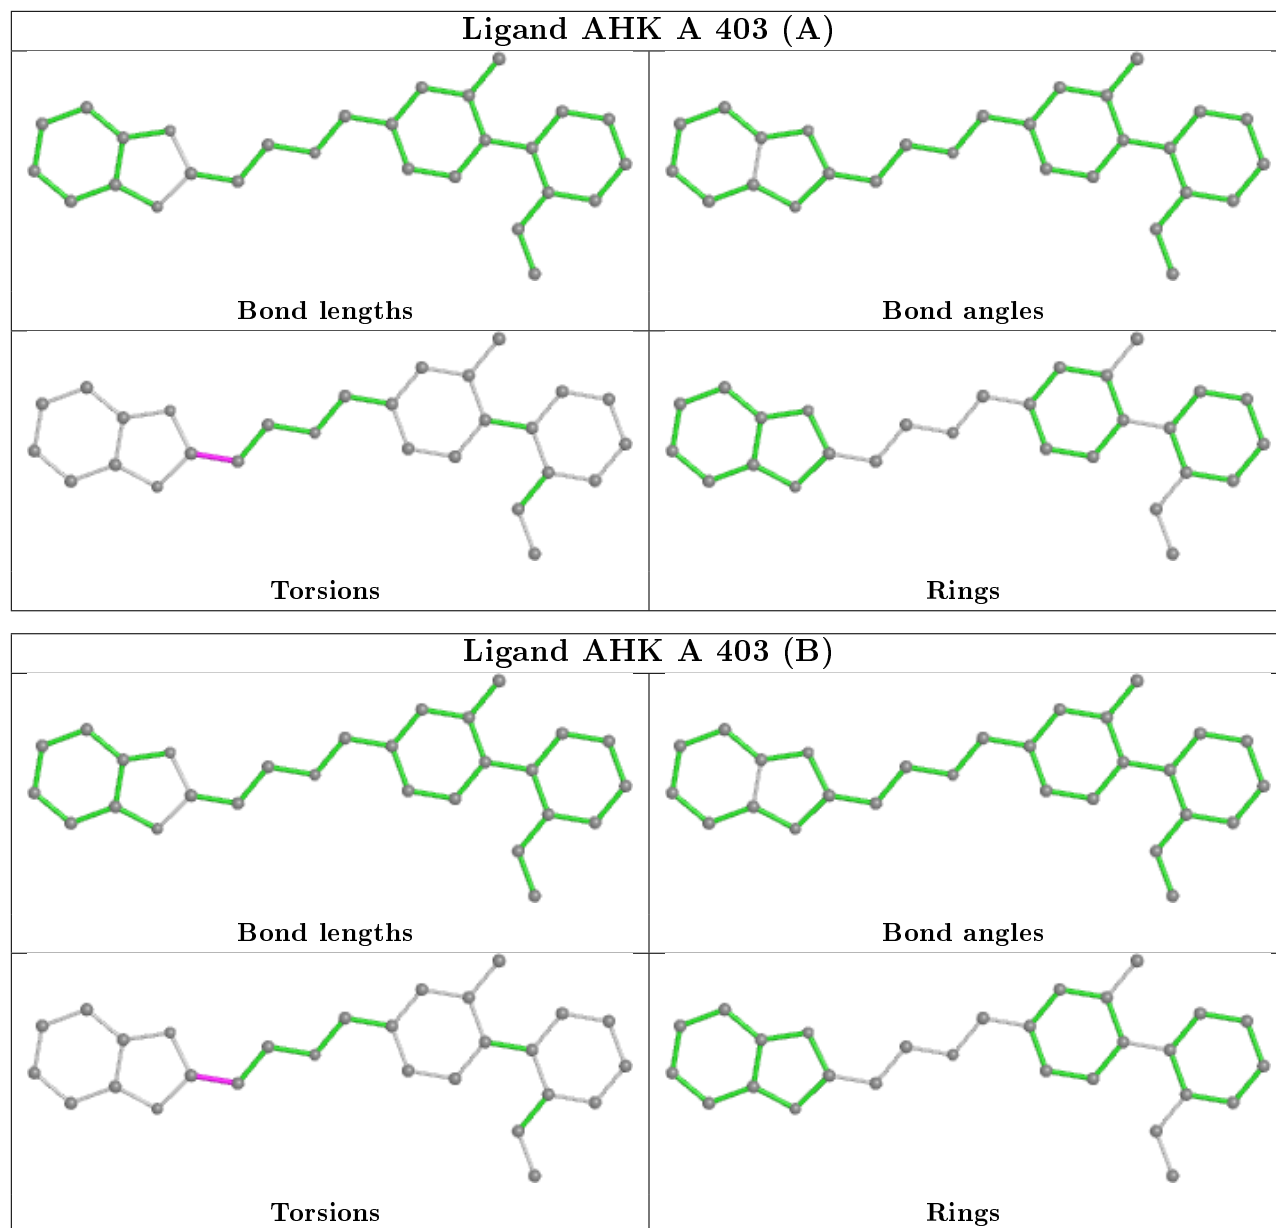 Ligand AHK A 403 (A)
Bond lengths
Bond angles
Torsions
Rings
Ligand AHK A 403 (B)
Bond lengths
Bond angles
Torsions
Rings